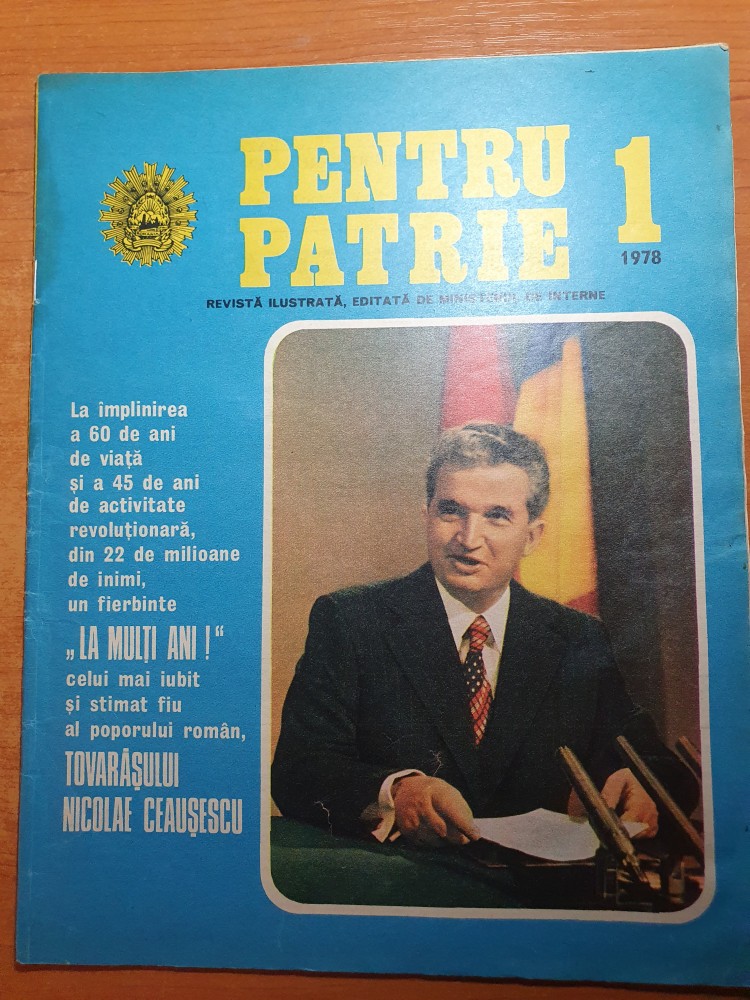 PENTRU
PATRIE
1
1978
REVISTĂ ILUSTRATĂ, EDITATĂ DE MINISTERUL DE INTERNE
La împlinirea
a 60 de ani
de viață
și a 45 de ani
de activitate
revoluționară,
din 22 de milioane
de inimi,
un fierbinte
„LA MULȚI ANI !“
celui mai iubit
și stimat fiu
al poporului român,
TOVARĂȘULUI
NICOLAE CEAUȘESCU